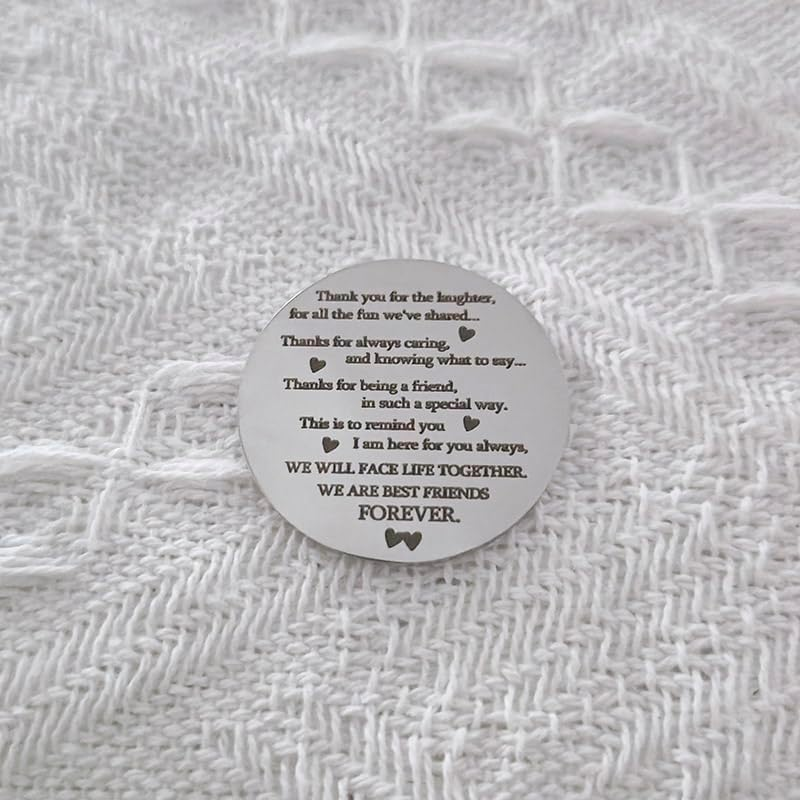 Thank you for the laughter,
for all the fun we've shared...
Thanks for always caring,
and knowing what to say...
Thanks for being a friend,
in such a special way.
This is to remind you
I am here for you always,
WE WILL FACE LIFE TOGETHER.
WE ARE BEST FRIENDS
FOREVER.